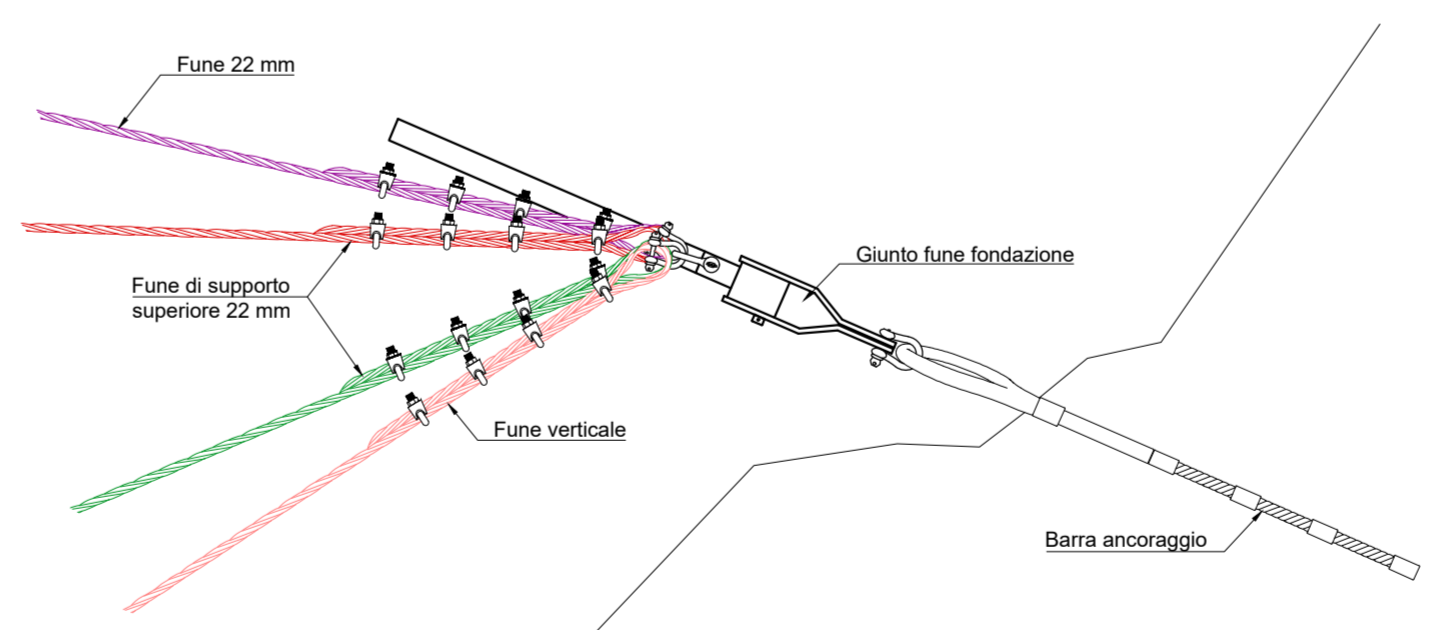 Fune 22 mm
Giunto fune fondazione
Fune di supporto
superiore 22 mm
Fune verticale
Barra ancoraggio